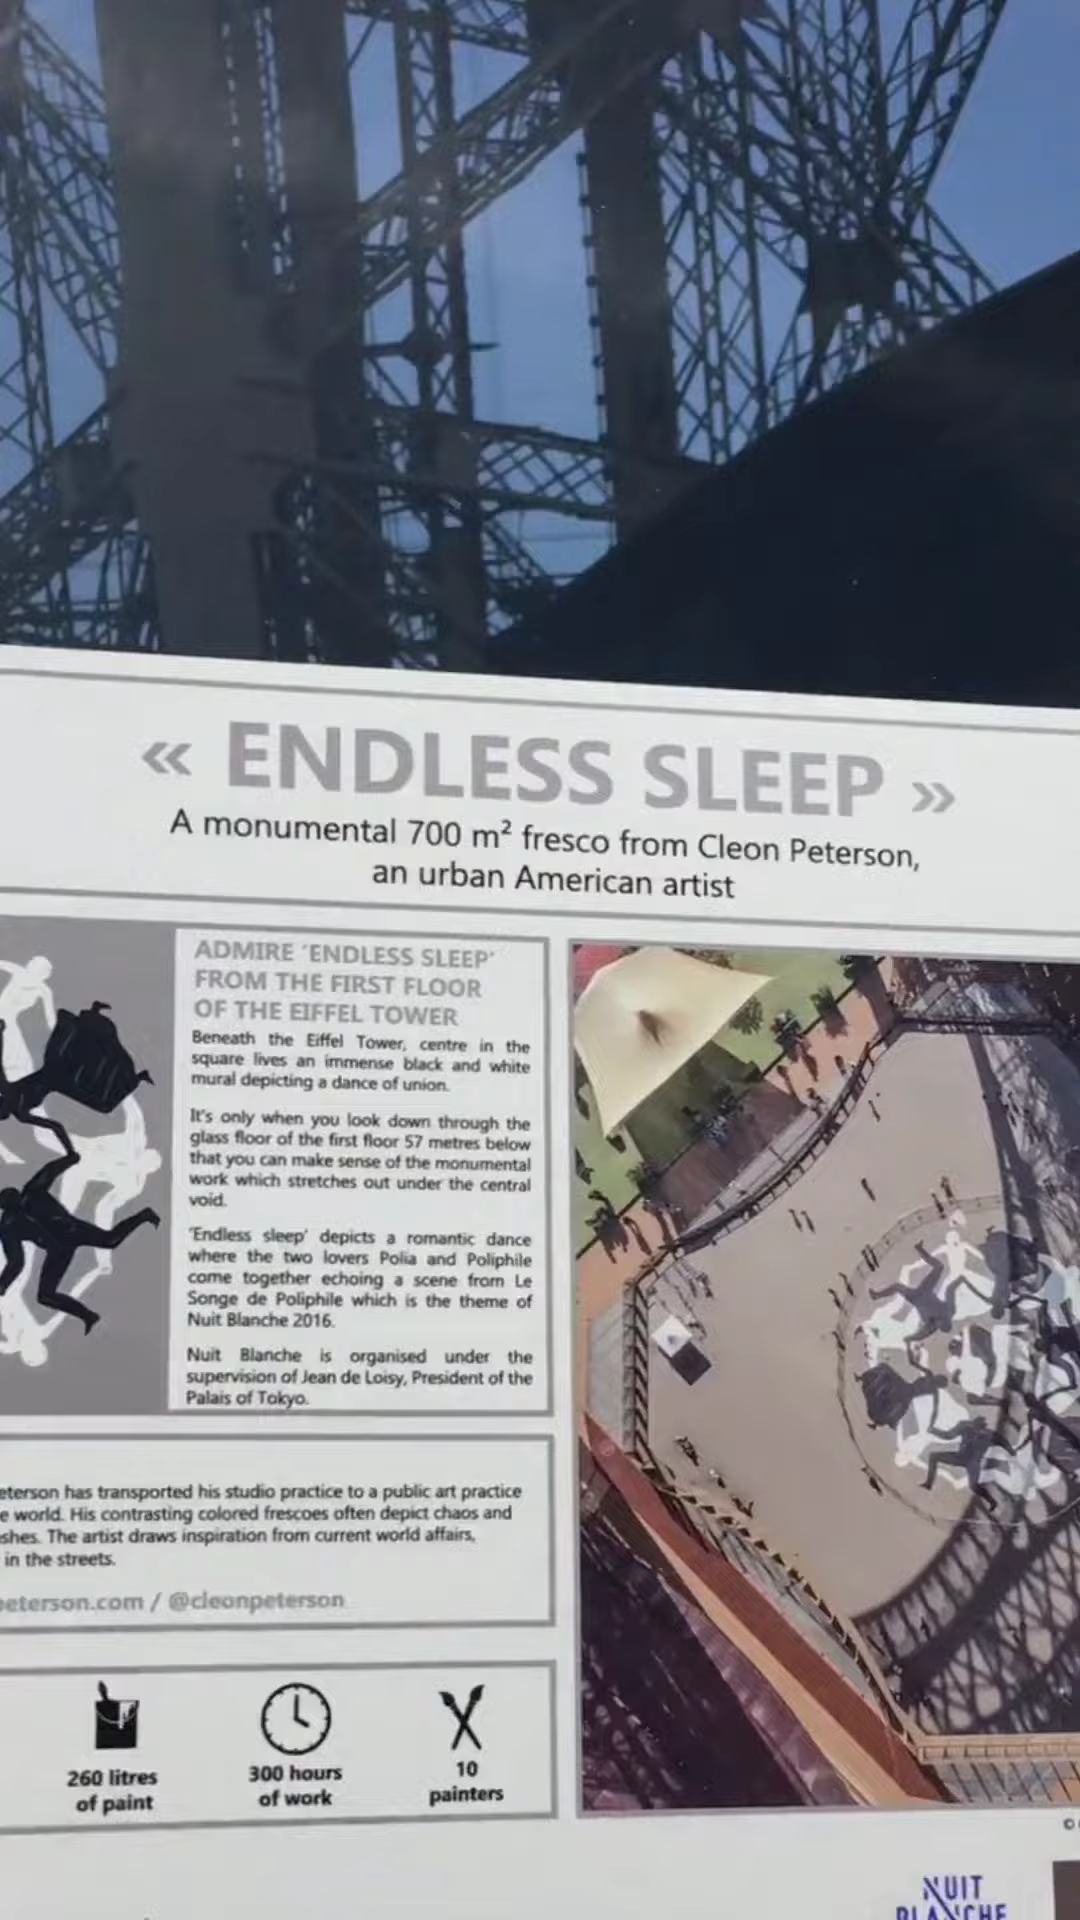 « ENDLESS SLEEP »
A monumental 700 m² fresco from Cleon Peterson,
an urban American artist
ADMIRE 'ENDLESS SLEEP'
FROM THE FIRST FLOOR
OF THE EIFFEL TOWER
Beneath the Eiffel Tower, centre in the
square lives an immense black and white
mural depicting a dance of union.
It's only when you look down through the
glass floor of the first floor 57 metres below
that you can make sense of the monumental
work which stretches out under the central
void.
'Endless sleep' depicts a romantic dance
where the two lovers Polia and Poliphile
come together echoing a scene from Le
Songe de Poliphile which is the theme of
Nuit Blanche 2016.
Nuit Blanche is organised under the
supervision of Jean de Loisy, President of the
Palais of Tokyo.
eterson has transported his studio practice to a public art practice
e world. His contrasting colored frescoes often depict chaos and
shes. The artist draws inspiration from current world affairs,
in the streets.
peterson.com / @cleonpeterson
260 litres
of paint
300 hours
of work
10
painters
©
NUIT
BLANCHE